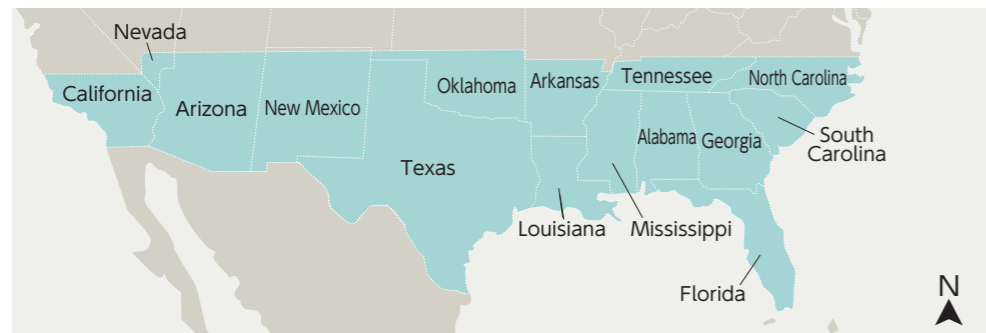 Nevada
California
Arizona
New Mexico
Texas
Oklahoma
Arkansas
Tennessee
North Carolina
Alabama
Georgia
South
Carolina
Louisiana
Mississippi
Florida
N